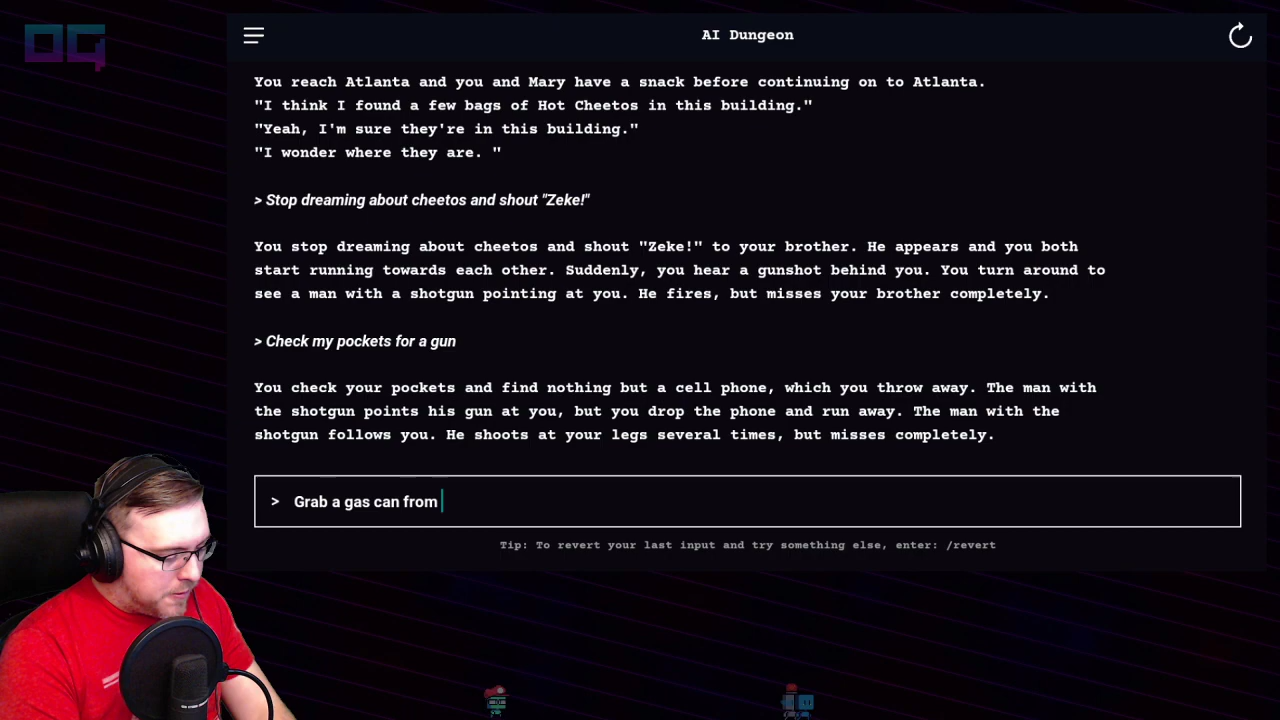 OG
AI Dungeon
You reach Atlanta and you and Mary have a snack before continuing on to Atlanta.
"I think I found a few bags of Hot Cheetos in this building."
"Yeah, I'm sure they're in this building."
"I wonder where they are. "
> Stop dreaming about cheetos and shout "Zeke!"
You stop dreaming about cheetos and shout "Zeke!" to your brother. He appears and you both
start running towards each other. Suddenly, you hear a gunshot behind you. You turn around to
see a man with a shotgun pointing at you. He fires, but misses your brother completely.
> Check my pockets for a gun
You check your pockets and find nothing but a cell phone, which you throw away. The man with
the shotgun points his gun at you, but you drop the phone and run away. The man with the
shotgun follows you. He shoots at your legs several times, but misses completely.
> Grab a gas can from
Tip: To revert your last input and try something else, enter: /revert